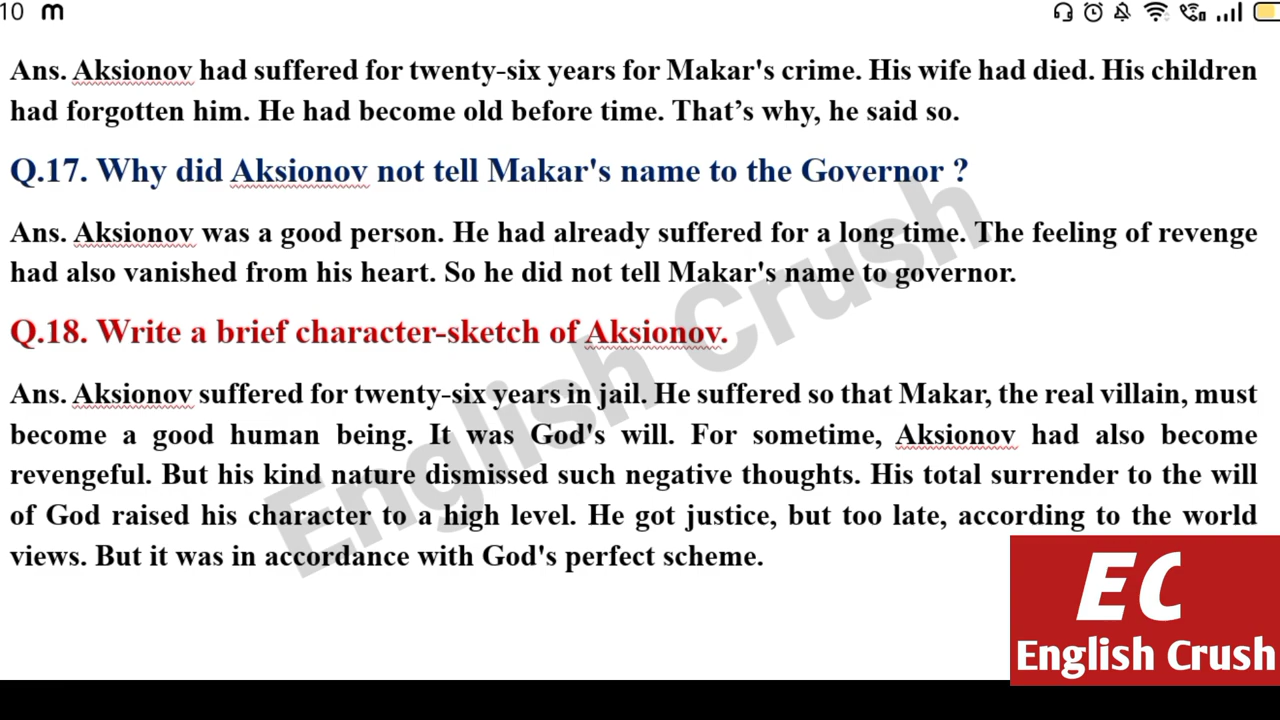 10 m
Ans. Aksionov had suffered for twenty-six years for Makar's crime. His wife had died. His children
had forgotten him. He had become old before time. That’s why, he said so.
Q.17. Why did Aksionov not tell Makar's name to the Governor ?
Ans. Aksionov was a good person. He had already suffered for a long time. The feeling of revenge
had also vanished from his heart. So he did not tell Makar's name to governor.
Q.18. Write a brief character-sketch of Aksionov.
Ans. Aksionov suffered for twenty-six years in jail. He suffered so that Makar, the real villain, must
become a good human being. It was God's will. For sometime, Aksionov had also become
revengeful. But his kind nature dismissed such negative thoughts. His total surrender to the will
of God raised his character to a high level. He got justice, but too late, according to the world
views. But it was in accordance with God's perfect scheme.
English Crush
EC
English Crush